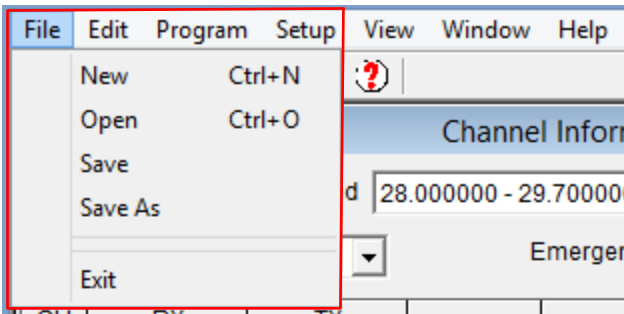 File Edit Program Setup View Window Help
New Ctrl+N
Open Ctrl+O
Save
Save As
Exit
?
Channel Infor
d 28.000000 - 29.70000
Emerger